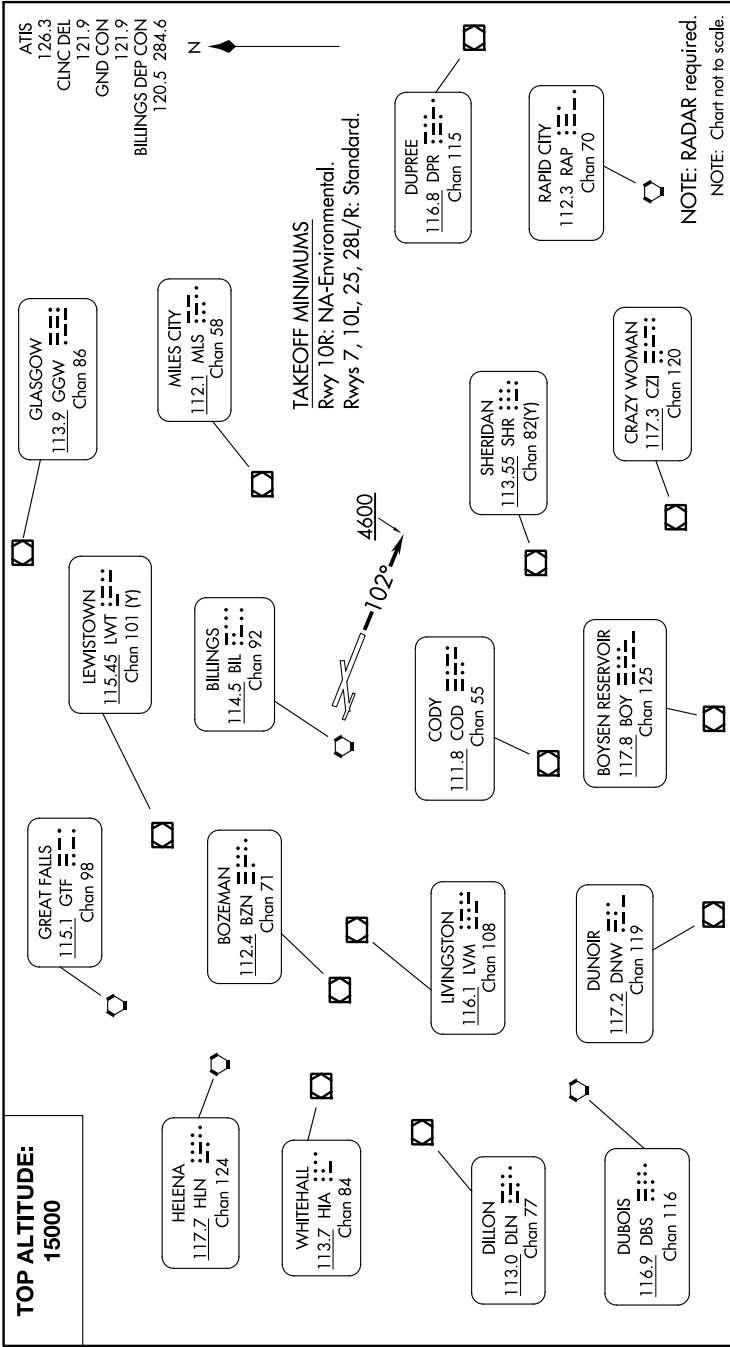 TOP ALTITUDE:
15000
ATIS
126.3
CLNC DEL
121.9
GND CON
121.9
BILLINGS DEP CON
120.5 284.6
N
GREAT FALLS
115.1 GTF
Chan 98
GLASGOW
113.9 GGW
Chan 86
LEWISTOWN
115.45 LWT
Chan 101 (Y)
MILES CITY
112.1 MLS
Chan 58
HELENA
117.7 HLN
Chan 124
BOZEMAN
112.4 BZN
Chan 71
BILLINGS
114.5 BIL
Chan 92
WHITEHALL
113.7 HIA
Chan 84
TAKEOFF MINIMUMS
Rwy 10R: NA-Environmental.
Rwys 7, 10L, 25, 28L/R: Standard.
4600
102°
DUPREE
116.8 DPR
Chan 115
LIVINGSTON
116.1 LVM
Chan 108
CODY
111.8 COD
Chan 55
SHERIDAN
113.55 SHR
Chan 82(Y)
DILLON
113.0 DLN
Chan 77
RAPID CITY
112.3 RAP
Chan 70
DUNOIR
117.2 DNW
Chan 119
BOYSEN RESERVOIR
117.8 BOY
Chan 125
CRAZY WOMAN
117.3 CZI
Chan 120
DUBOIS
116.9 DBS
Chan 116
NOTE: RADAR required.
NOTE: Chart not to scale.